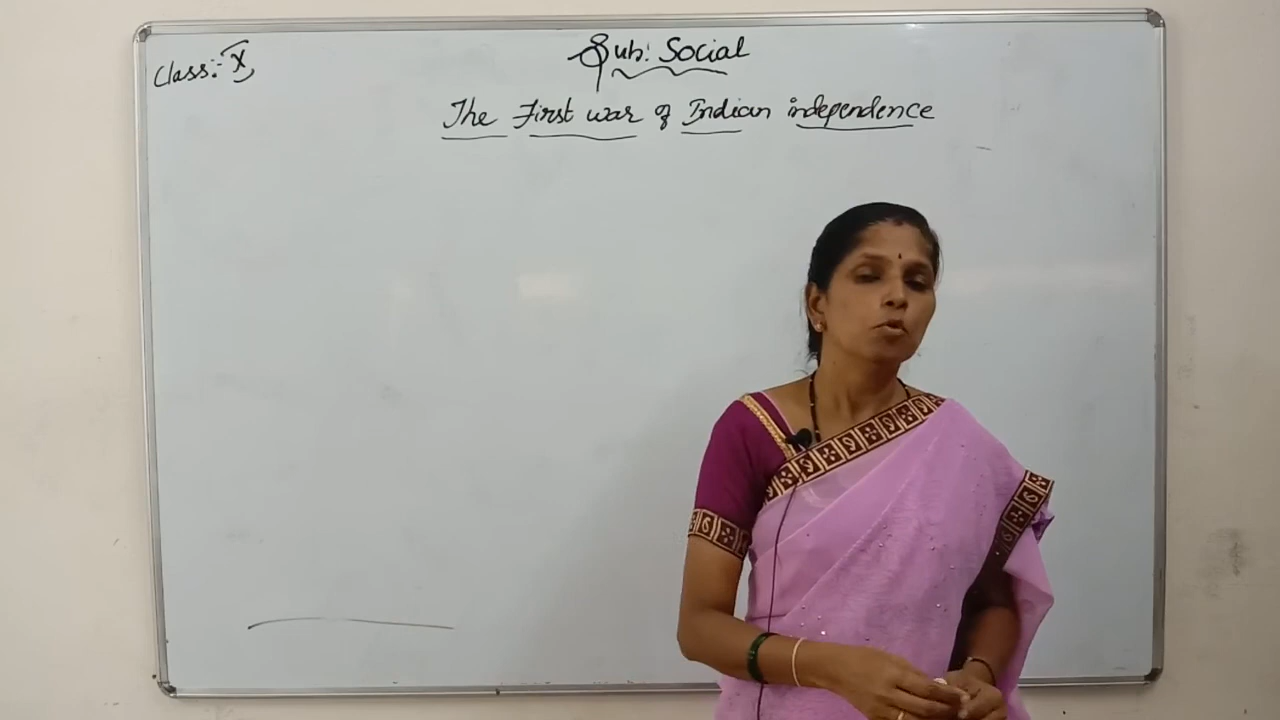 Class:- X
Sub: Social
The First war of Indian independence